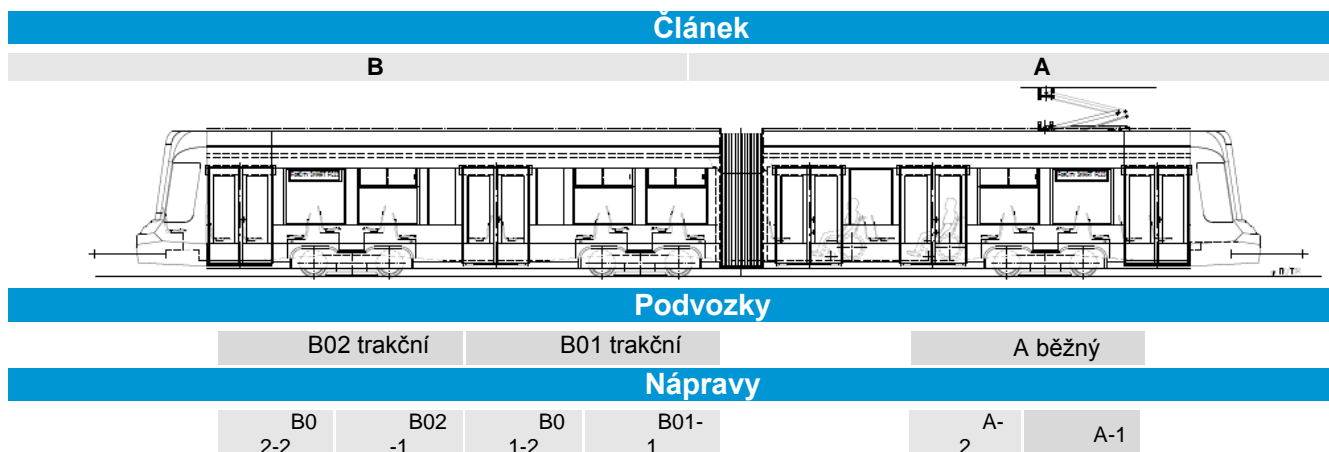 Článek
B A
Podvozky
B02 trakční B01 trakční A běžný
Nápravy
B0 B02 B0 B01- A- A-1
2-2 -1 1-2 1 2